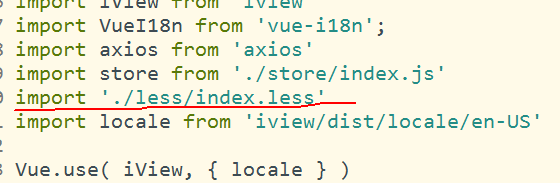 import iView from 'iview'
import VueI18n from 'vue-i18n';
import axios from 'axios'
import store from './store/index.js'
import './less/index.less'
import locale from 'iview/dist/locale/en-US'
Vue.use( iView, { locale } )